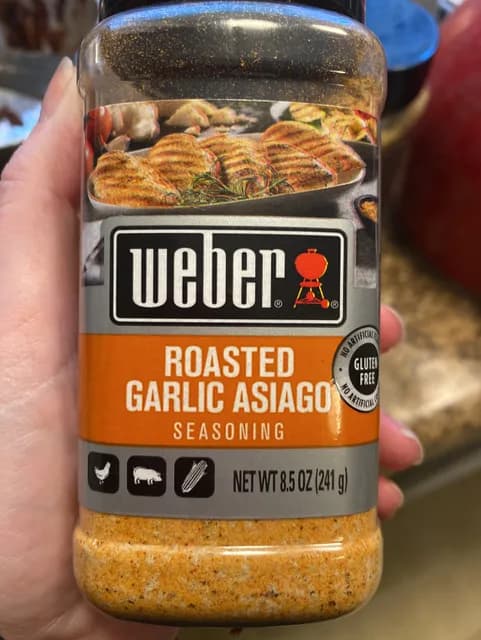 weber
ROASTED
GARLIC ASIAGO
SEASONING
NO ARTIFICIAL
GLUTEN
FREE
NO ARTIFICIAL
NET WT 8.5 OZ (241 g)